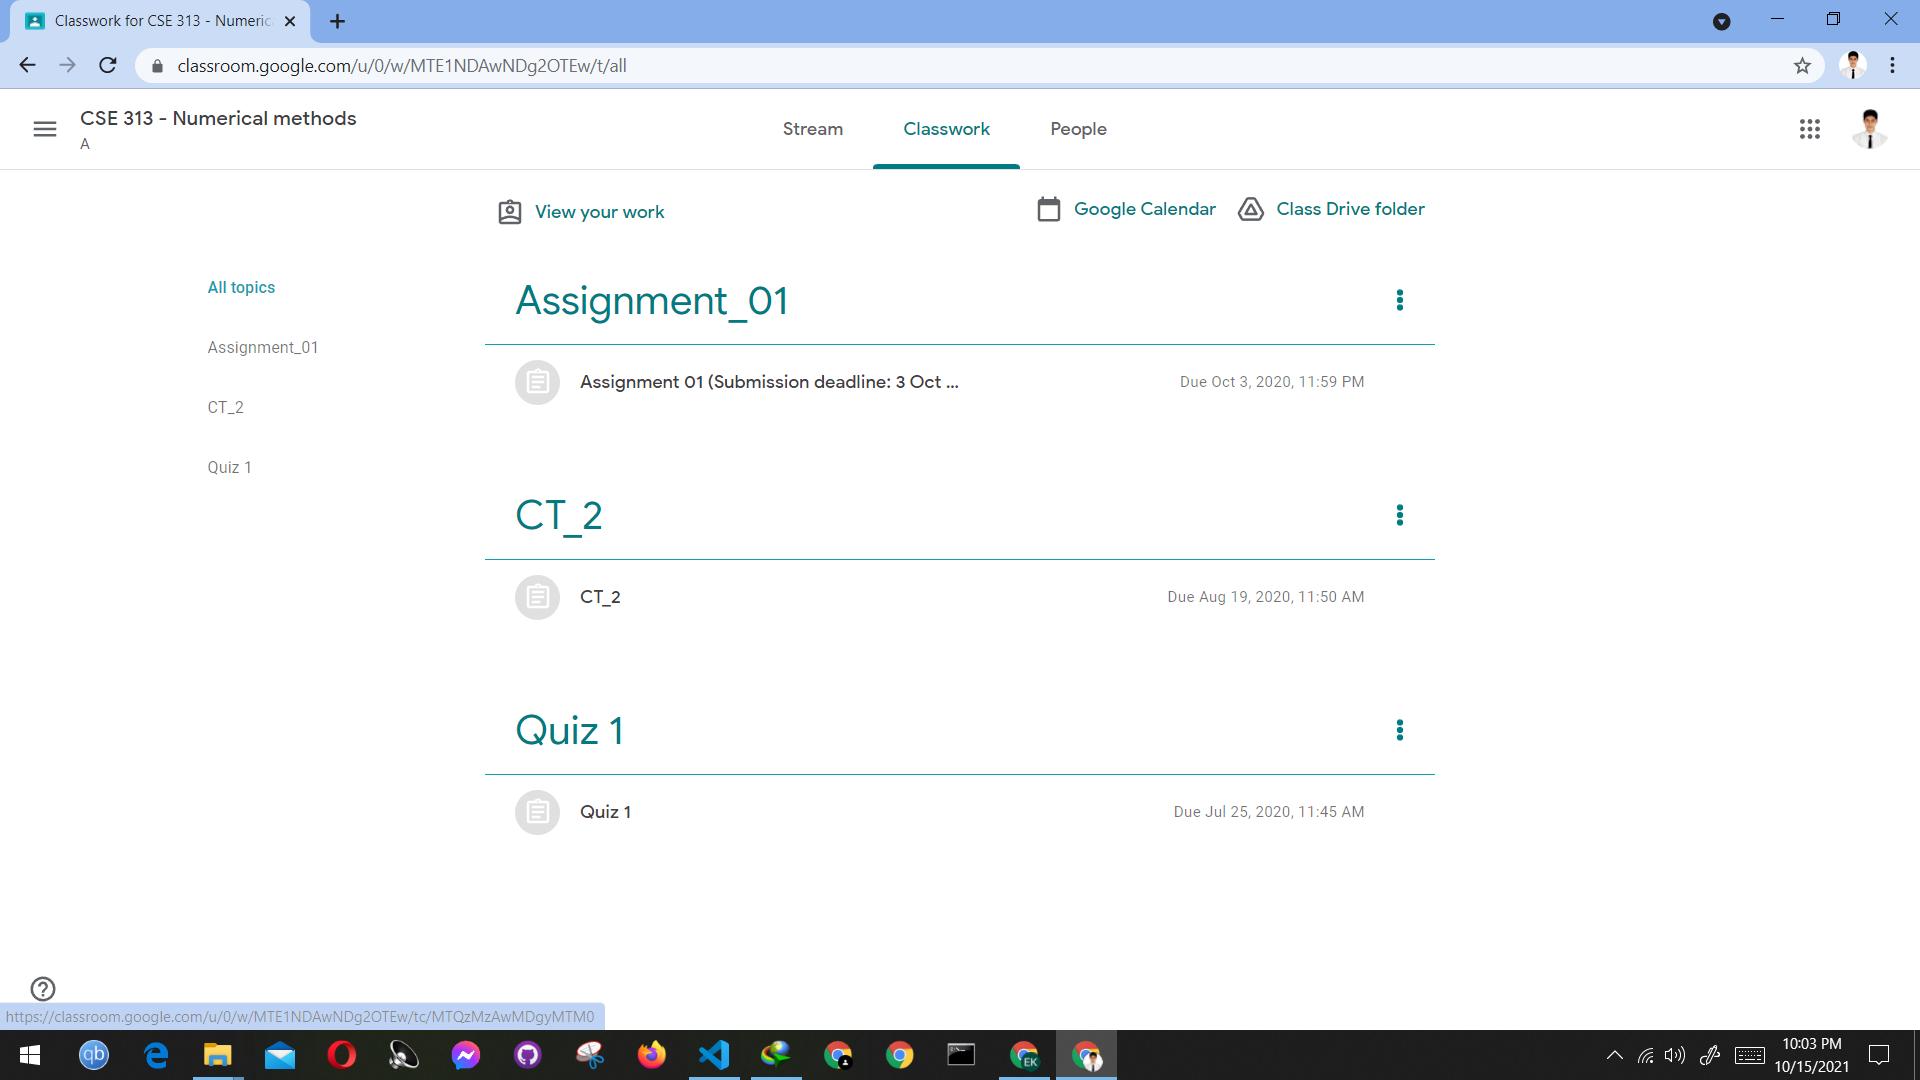 Classwork for CSE 313 - Numeric
classroom.google.com/u/0/w/MTE1NDAwNDg2OTEw/t/all
CSE 313 - Numerical methods
A
Stream
Classwork
People
View your work
Google Calendar
Class Drive folder
All topics
Assignment_01
CT_2
Quiz 1
Assignment_01
Assignment 01 (Submission deadline: 3 Oct ...
Due Oct 3, 2020, 11:59 PM
CT_2
CT_2
Due Aug 19, 2020, 11:50 AM
Quiz 1
Quiz 1
Due Jul 25, 2020, 11:45 AM
https://classroom.google.com/u/0/w/MTE1NDAwNDg2OTEw/tc/MTQzMzAwMDgyMTM0
qb
EK
10:03 PM
10/15/2021